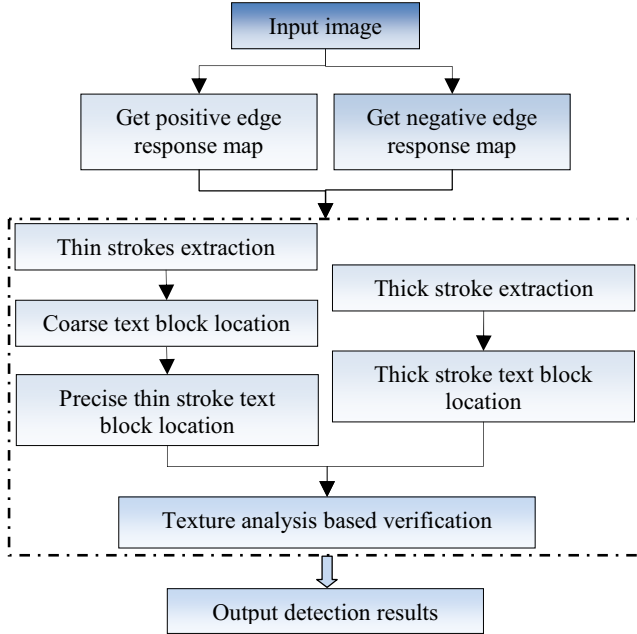 Input image
Get positive edge
response map
Get negative edge
response map
Thin strokes extraction
Coarse text block location
Precise thin stroke text
block location
Thick stroke extraction
Thick stroke text block
location
Texture analysis based verification
Output detection results